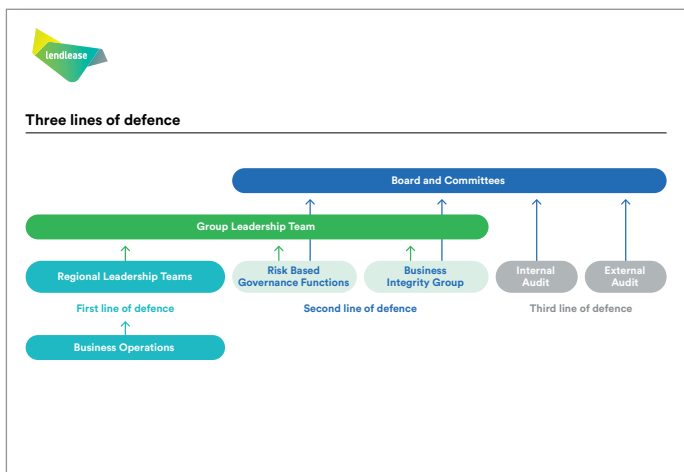 lendlease
Three lines of defence
Board and Committees
Group Leadership Team
Regional Leadership Teams
Risk Based
Governance Functions
Business
Integrity Group
Internal
Audit
External
Audit
First line of defence
Second line of defence
Third line of defence
Business Operations